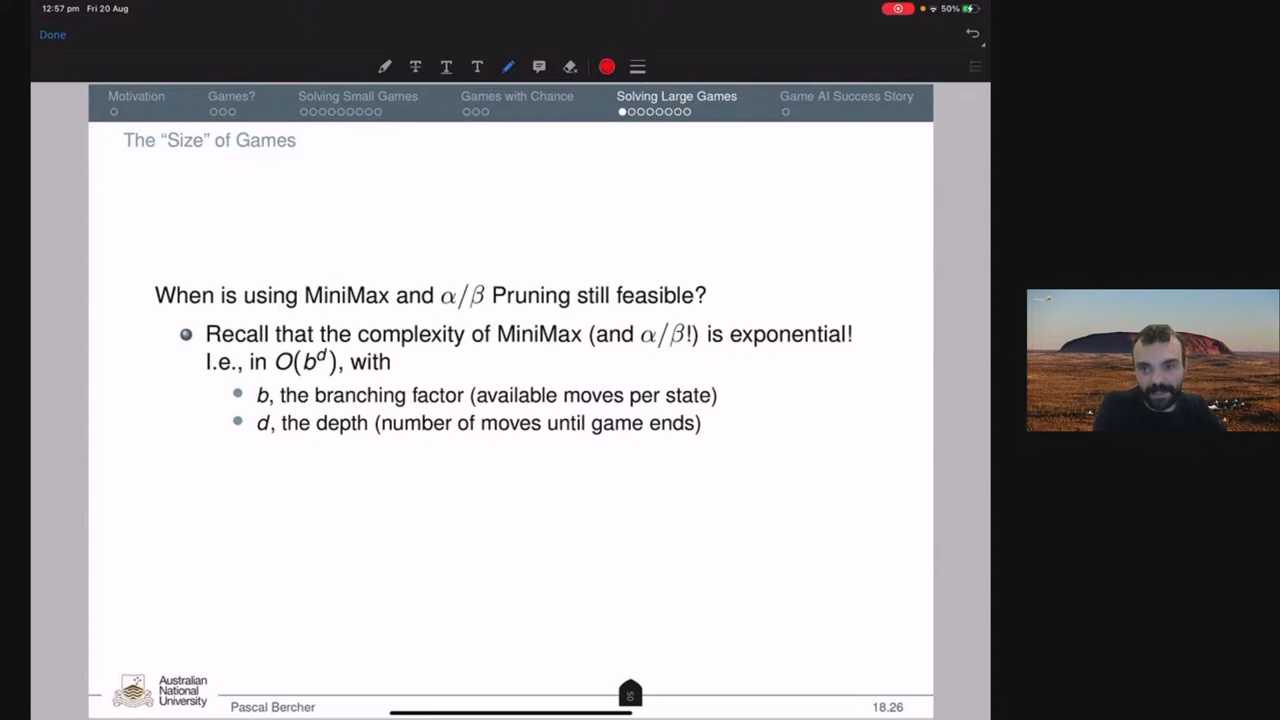 12:57 pm Fri 20 Aug
50%
Done
Motivation Games? Solving Small Games Games with Chance Solving Large Games Game AI Success Story
The “Size” of Games
When is using MiniMax and α/β Pruning still feasible?
Recall that the complexity of MiniMax (and α/β!) is exponential!
I.e., in O(b^d), with
b, the branching factor (available moves per state)
d, the depth (number of moves until game ends)
Australian
National
University
Pascal Bercher
50
18.26